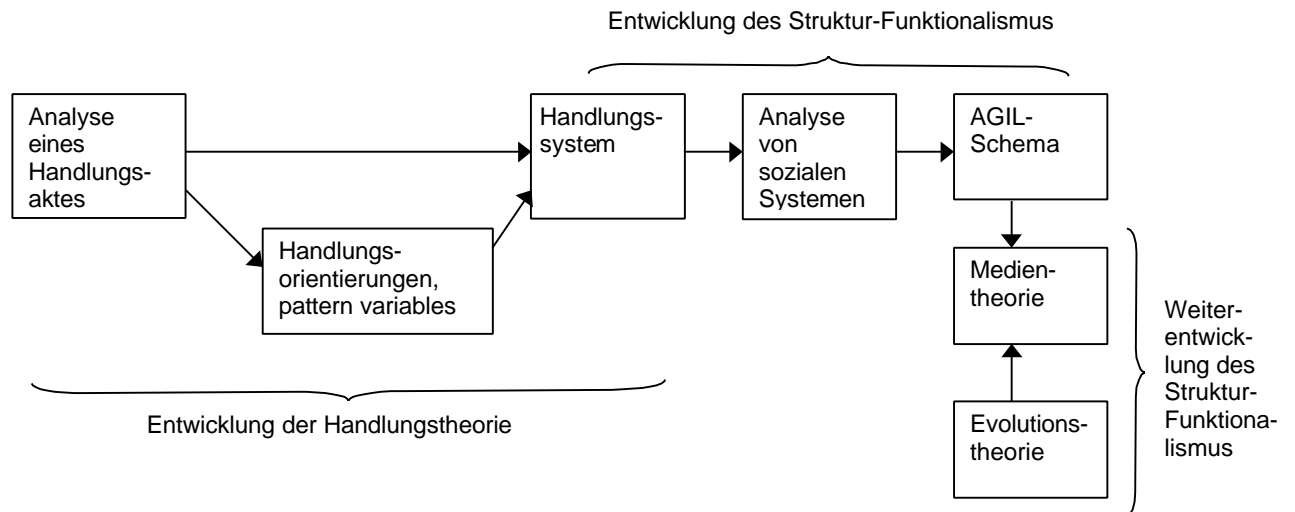 Entwicklung des Struktur-Funktionalismus
Analyse
eines
Handlungs-
aktes
Handlungs-
orientierungen,
pattern variables
Handlungs-
system
Analyse
von
sozialen
Systemen
AGIL-
Schema
Medien-
theorie
Evolutions-
theorie
Weiter-
entwick-
lung des
Struktur-
Funktiona-
lismus
Entwicklung der Handlungstheorie